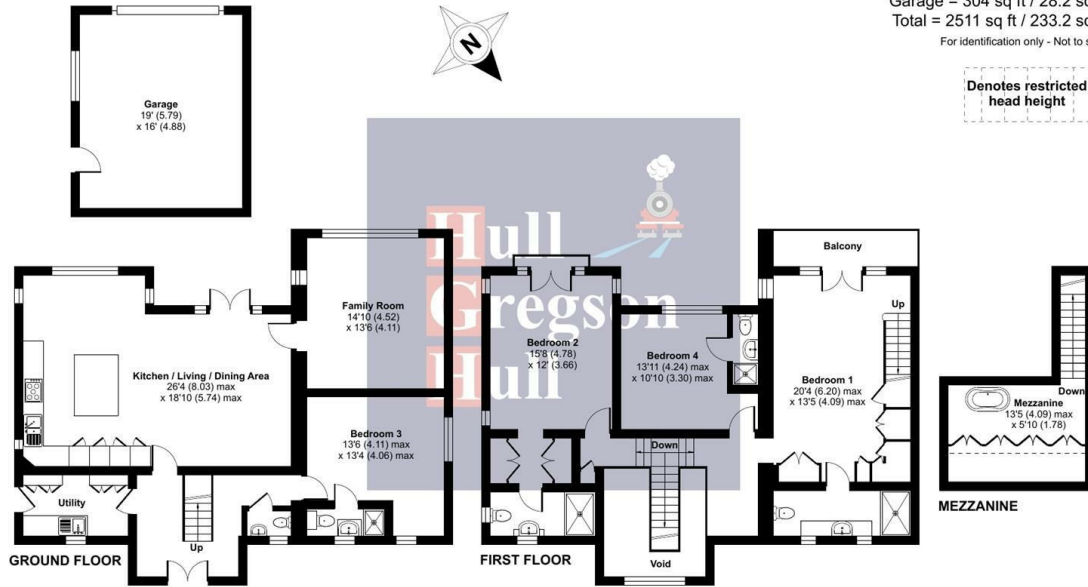 Garage = 304 sq ft / 28.2 sq
Total = 2511 sq ft / 233.2 sq
For identification only - Not to s
Denotes restricted
head height
N
Garage
19' (5.79)
x 16' (4.88)
Hull
Gregson
Hull
Family Room
14'10 (4.52)
x 13'6 (4.11)
Kitchen / Living / Dining Area
26'4 (8.03) max
x 18'10 (5.74) max
Bedroom 3
13'6 (4.11) max
x 13'4 (4.06) max
Utility
Up
GROUND FLOOR
Bedroom 2
15'8 (4.78)
x 12' (3.66)
Bedroom 4
13'11 (4.24) max
x 10'10 (3.30) max
Balcony
Up
Bedroom 1
20'4 (6.20) max
x 13'5 (4.09) max
Down
Void
FIRST FLOOR
Down
Mezzanine
13'5 (4.09) max
x 5'10 (1.78)
MEZZANINE